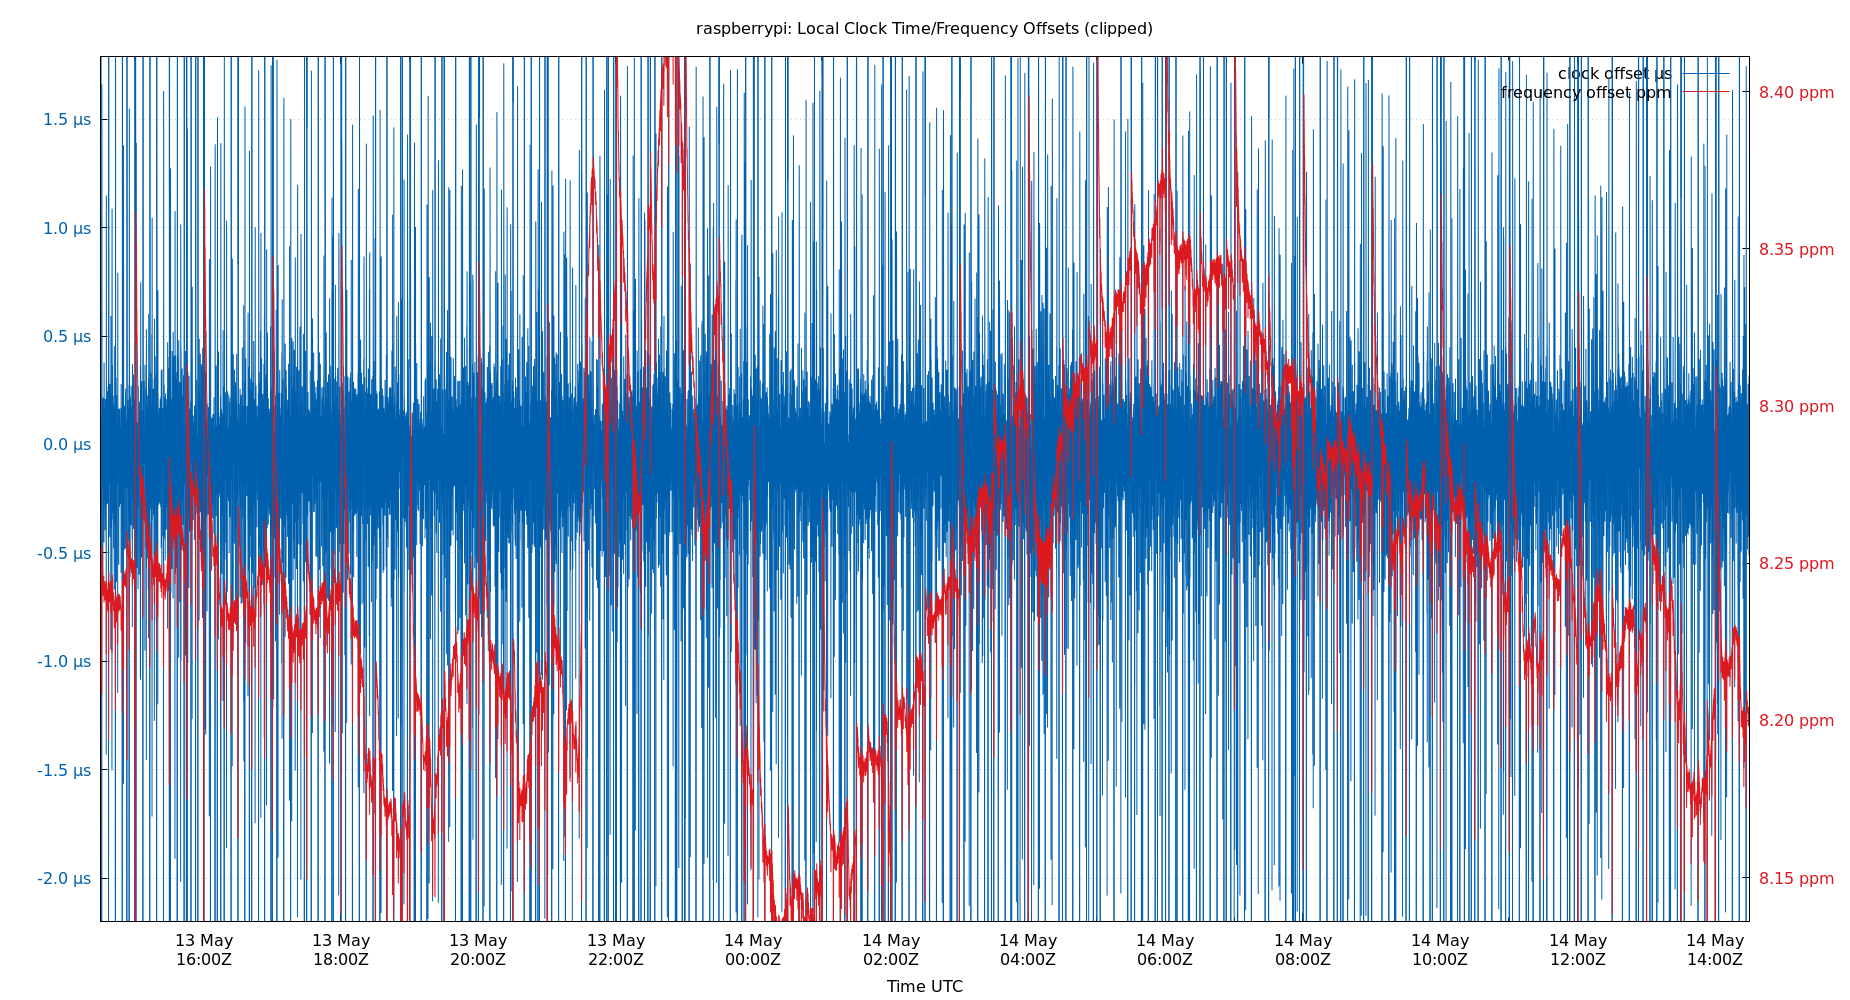 raspberrypi: Local Clock Time/Frequency Offsets (clipped)
clock offset µs
frequency offset ppm
1.5 µs
1.0 µs
0.5 µs
0.0 µs
-0.5 µs
-1.0 µs
-1.5 µs
-2.0 µs
8.40 ppm
8.35 ppm
8.30 ppm
8.25 ppm
8.20 ppm
8.15 ppm
13 May 13 May 13 May 13 May 14 May 14 May 14 May 14 May 14 May 14 May 14 May 14 May
16:00Z 18:00Z 20:00Z 22:00Z 00:00Z 02:00Z 04:00Z 06:00Z 08:00Z 10:00Z 12:00Z 14:00Z
Time UTC